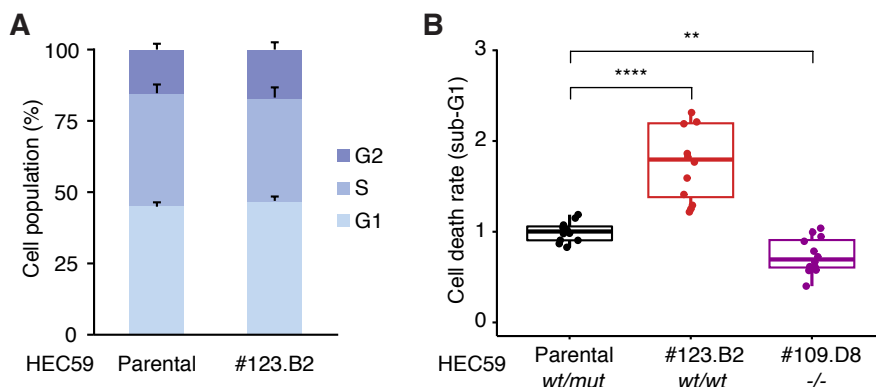 A
Cell population (%)
100
75
50
25
0
G2
S
G1
HEC59 Parental #123.B2
B
Cell death rate (sub-G1)
3
2
1
0
**
****
HEC59 Parental #123.B2 #109.D8
wt/mut wt/wt -/-